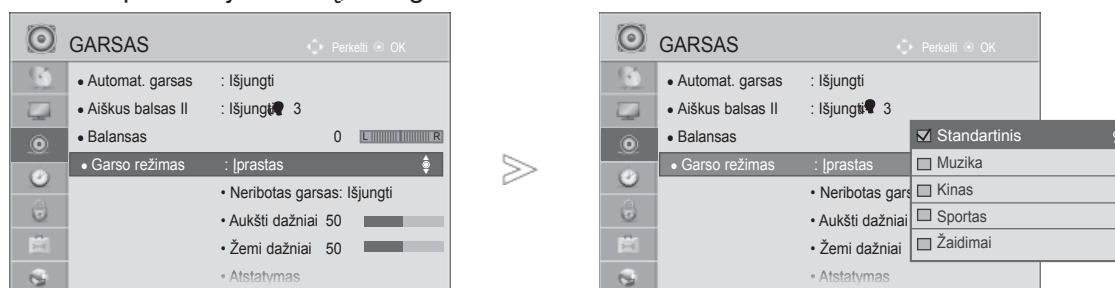 GARSAS
Perkelti OK
• Automat. garsas : Išjungti
• Aiškus balsas II : Išjungti 3
• Balansas 0 L R
• Garso režimas : Įprastas
• Neribotas garsas: Išjungti
• Aukšti dažniai 50
• Žemi dažniai 50
• Atstatymas
GARSAS
Perkelti OK
• Automat. garsas : Išjungti
• Aiškus balsas II : Išjungti 3
• Balansas
• Garso režimas : Įprastas
• Neribotas gars
• Aukšti dažniai
• Žemi dažniai
• Atstatymas
Standartinis
Muzika
Kinas
Sportas
Žaidimai